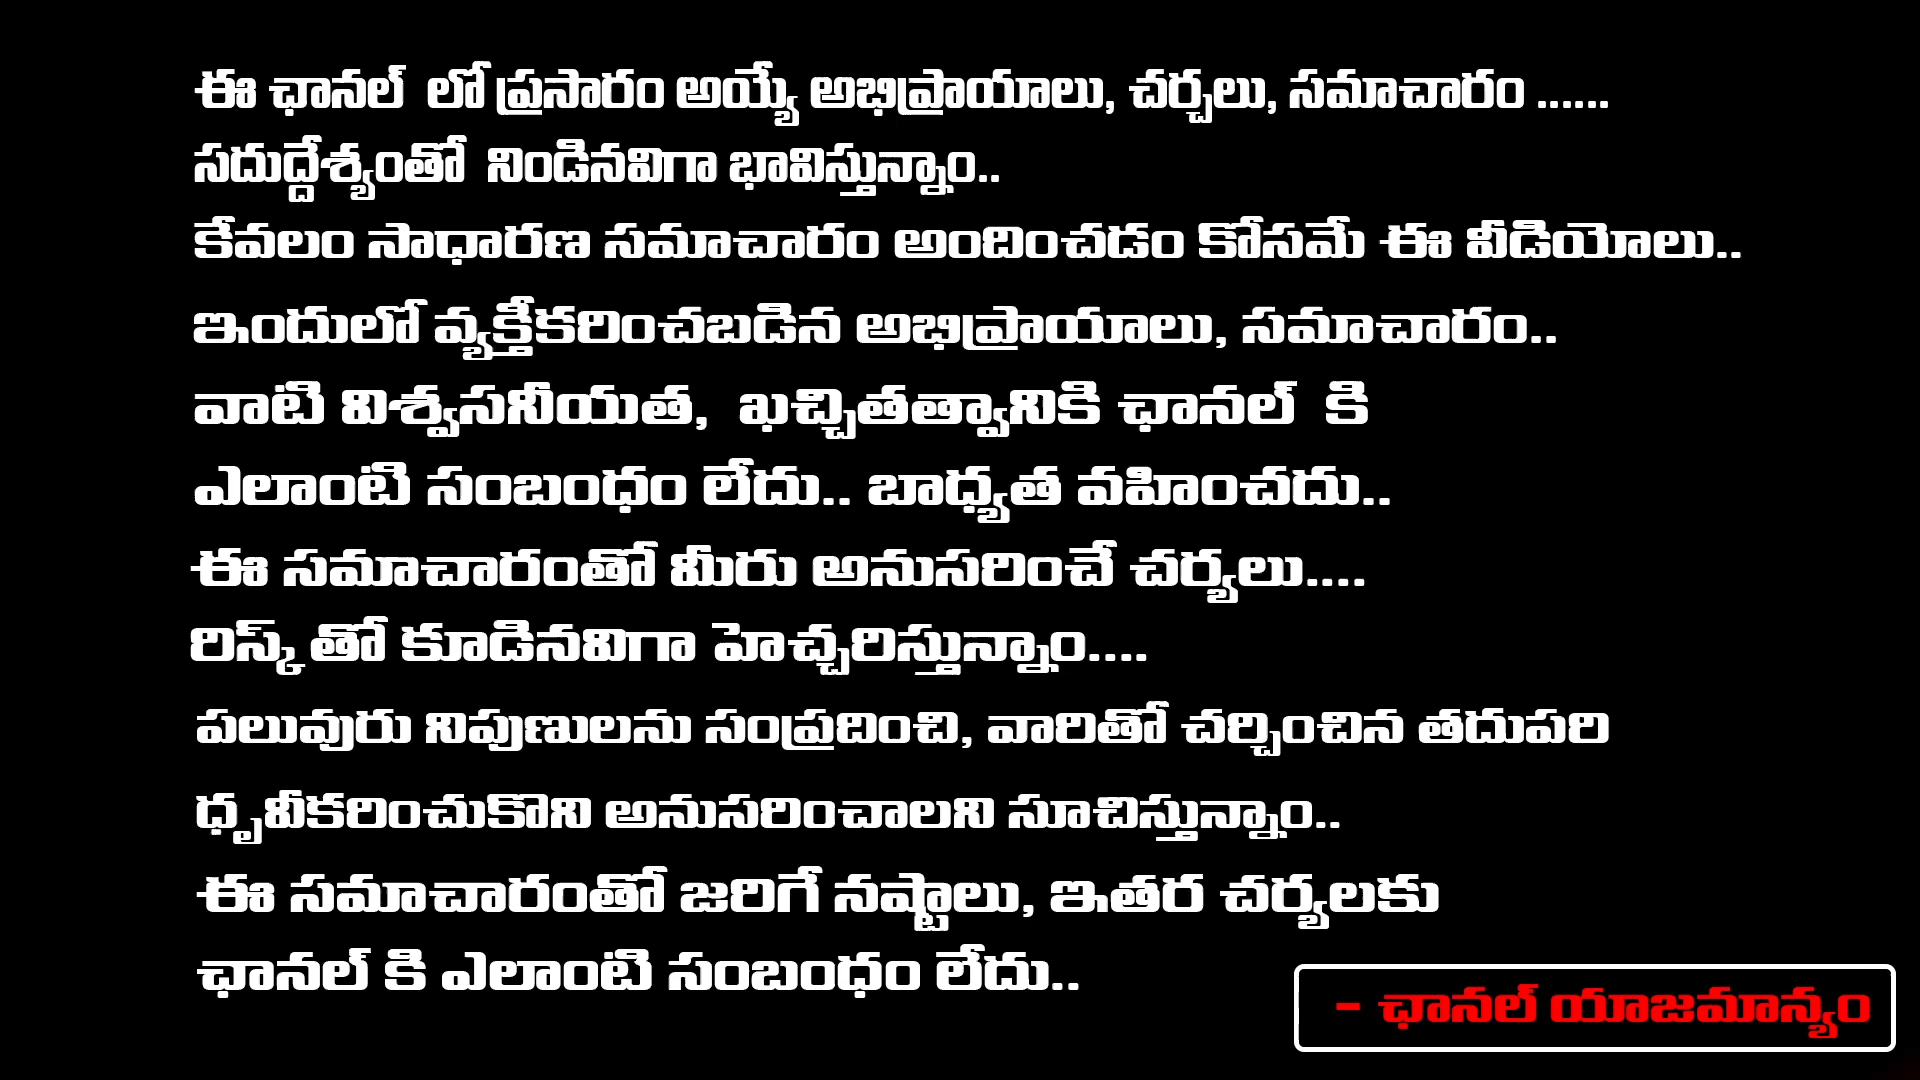 ఈ ఛానల్ లో ప్రసారం అయ్యే అభిప్రాయాలు, చర్చలు, సమాచారం ......
సదుద్దేశ్యంతో నిండినవిగా భావిస్తున్నాం..
కేవలం సాధారణ సమాచారం అందించడం కోసమే ఈ వీడియోలు..
ఇందులో వ్యక్తీకరించబడిన అభిప్రాయాలు, సమాచారం..
వాటి విశ్వసనీయత, ఖచ్చితత్వానికి ఛానల్ కి
ఎలాంటి సంబంధం లేదు.. బాధ్యత వహించదు..
ఈ సమాచారంతో మీరు అనుసరించే చర్యలు....
రిస్క్ తో కూడినవిగా హెచ్చరిస్తున్నాం....
పలువురు నిపుణులను సంప్రదించి, వారితో చర్చించిన తదుపరి
ధృవీకరించుకొని అనుసరించాలని సూచిస్తున్నాం..
ఈ సమాచారంతో జరిగే నష్టాలు, ఇతర చర్యలకు
ఛానల్ కి ఎలాంటి సంబంధం లేదు..
- ఛానల్ యాజమాన్యం